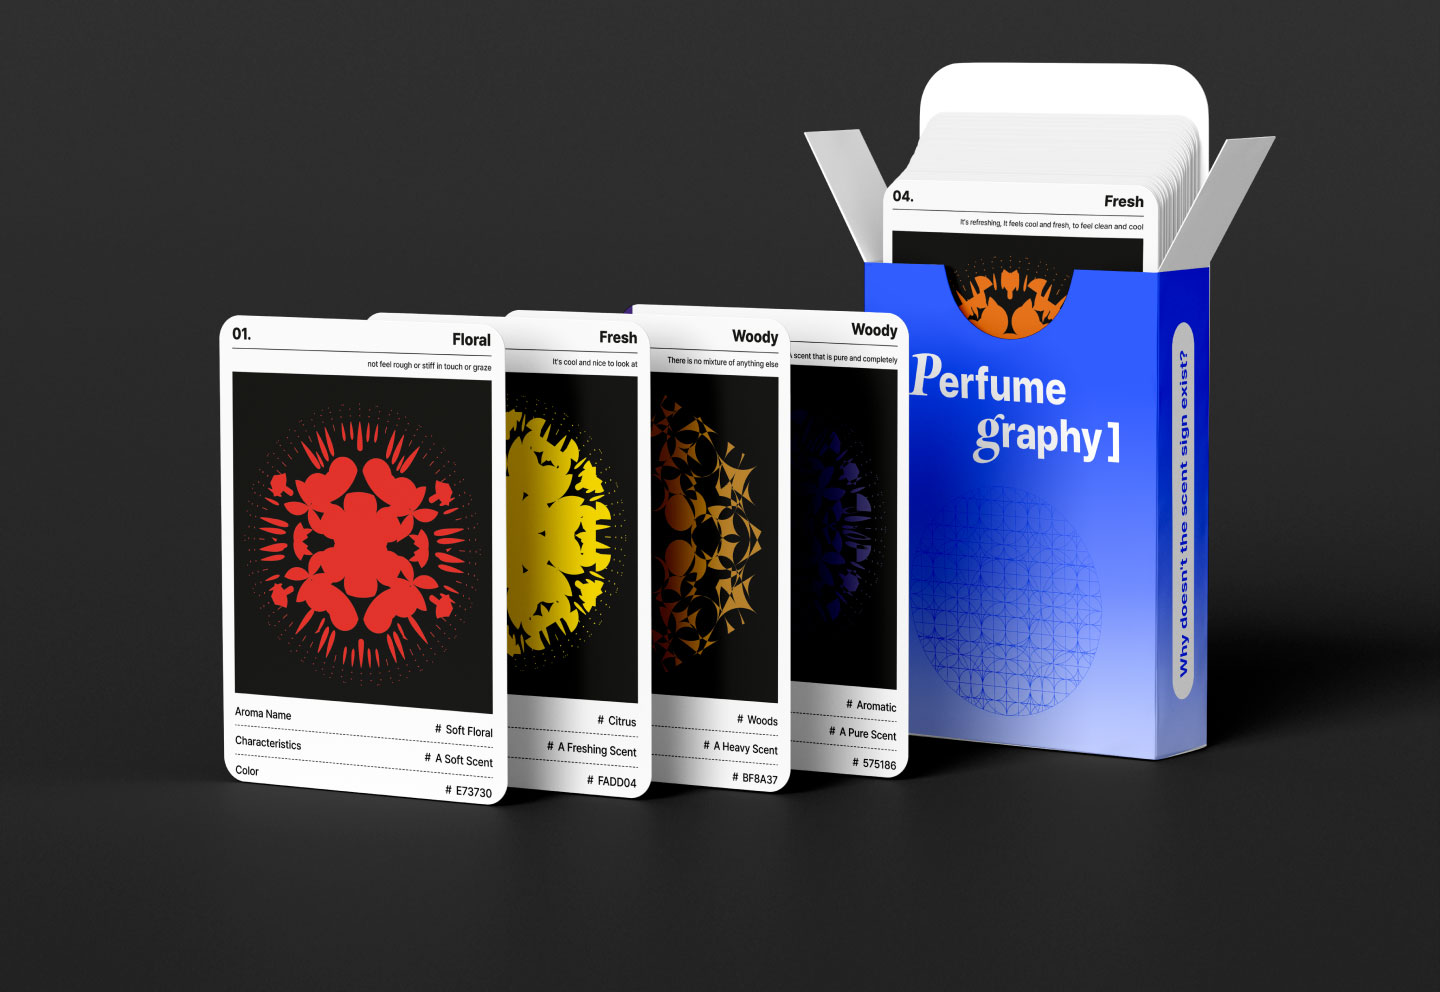 01.
Floral
not feel rough or stiff in touch or graze
Aroma Name
# Soft Floral
Characteristics
# A Soft Scent
Color
# E73730
Fresh
It's cool and nice to look at
# Citrus
# A Freshing Scent
# FADD04
Woody
There is no mixture of anything else
# Woods
# A Heavy Scent
# BF8A37
Woody
A scent that is pure and completely
# Aromatic
# A Pure Scent
# 575186
04.
Fresh
It's refreshing, It feels cool and fresh, to feel clean and cool
Perfume
graphy]
Why doesn't the scent sign exist?